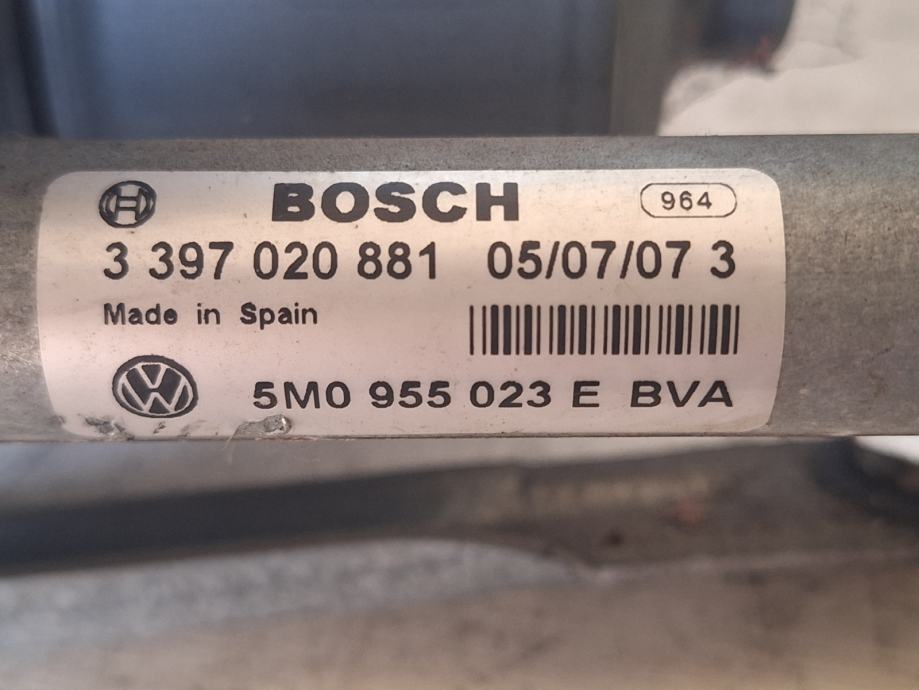 BOSCH 964
3 397 020 881 05/07/07 3
Made in Spain
5M0 955 023 E BVA